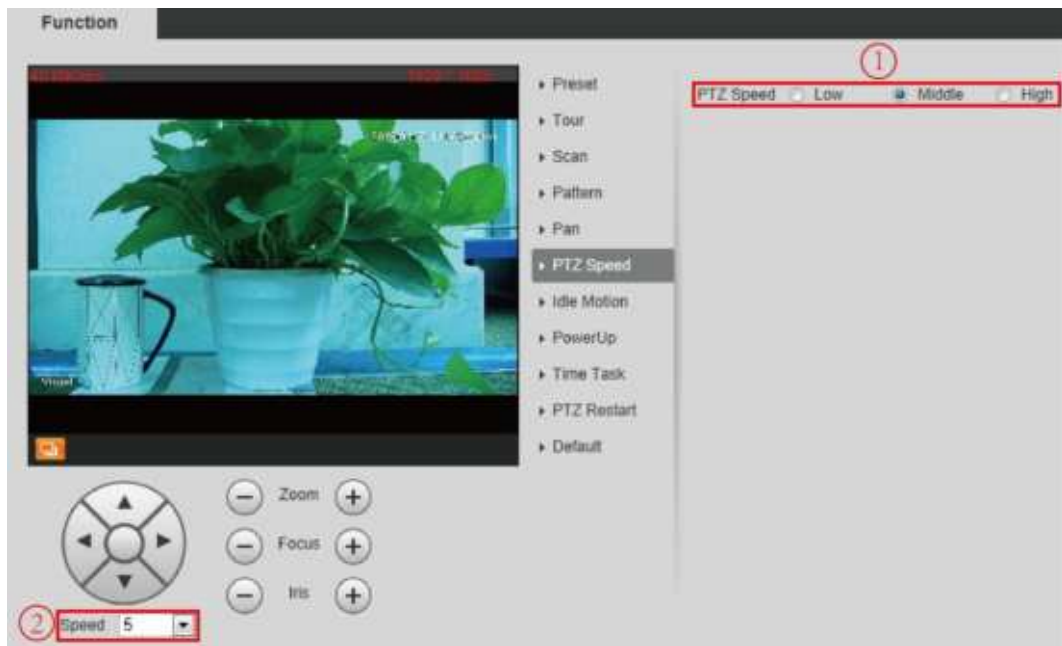 Function
①
Preset
PTZ Speed Low Middle High
Tour
Scan
Pattern
Pan
PTZ Speed
Idle Motion
PowerUp
Time Task
PTZ Restart
Default
Visual
Zoom
Focus
Iris
② Speed 5